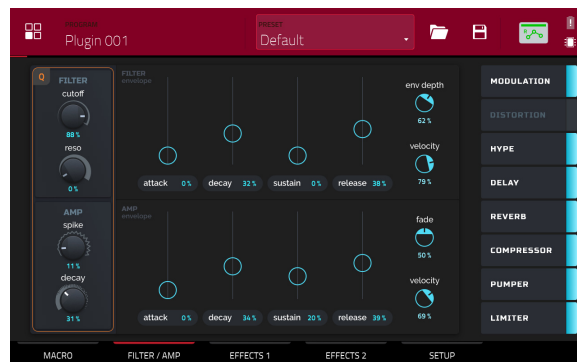 PROGRAM
Plugin 001
PRESET
Default
Q
FILTER
cutoff
88 %
reso
0 %
AMP
spike
11 %
decay
31 %
FILTER
envelope
attack 0 % decay 32 % sustain 0 % release 38 %
env depth
62 %
velocity
79 %
AMP
envelope
attack 0 % decay 34 % sustain 20 % release 39 %
fade
50 %
velocity
69 %
MODULATION
DISTORTION
HYPE
DELAY
REVERB
COMPRESSOR
PUMPER
LIMITER
MACRO FILTER / AMP EFFECTS 1 EFFECTS 2 SETUP